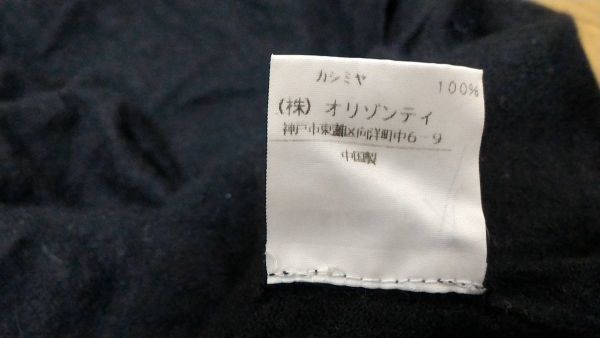 カシミヤ 100%
(株) オリゾンティ
神戸市東灘区向洋町中6-9
中国製